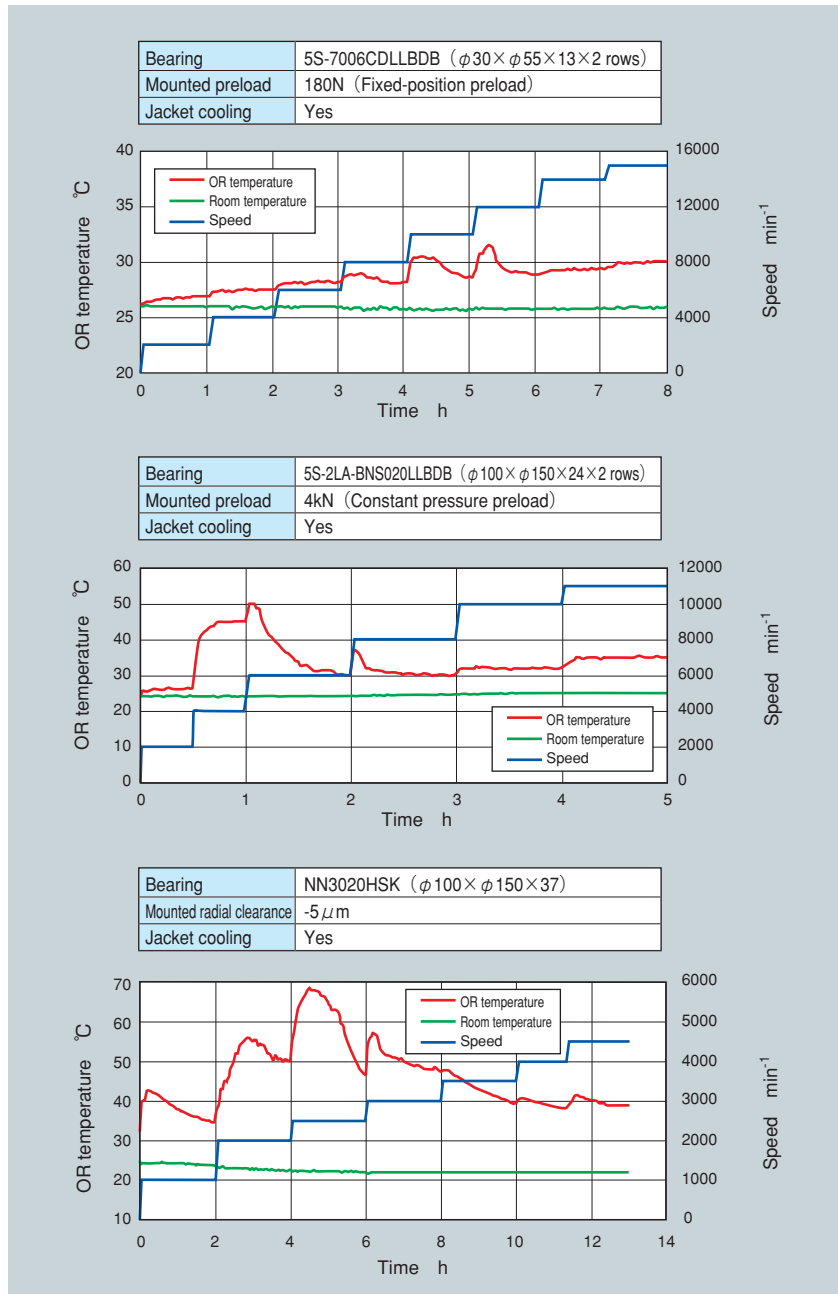 Bearing 5S-7006CDLLBDB（φ30×φ55×13×2 rows）
Mounted preload 180N（Fixed-position preload）
Jacket cooling Yes
OR temperature ℃
40
35
30
25
20
OR temperature
Room temperature
Speed
16000
12000
8000
4000
0
Speed min-1
0 1 2 3 4 5 6 7 8
Time h
Bearing 5S-2LA-BNS020LLBDB（φ100×φ150×24×2 rows）
Mounted preload 4kN（Constant pressure preload）
Jacket cooling Yes
OR temperature ℃
60
50
40
30
20
10
0
OR temperature
Room temperature
Speed
12000
10000
8000
6000
4000
2000
0
Speed min-1
0 1 2 3 4 5
Time h
Bearing NN3020HSK（φ100×φ150×37）
Mounted radial clearance -5μm
Jacket cooling Yes
OR temperature ℃
70
60
50
40
30
20
10
OR temperature
Room temperature
Speed
6000
5000
4000
3000
2000
1000
0
Speed min-1
0 2 4 6 8 10 12 14
Time h